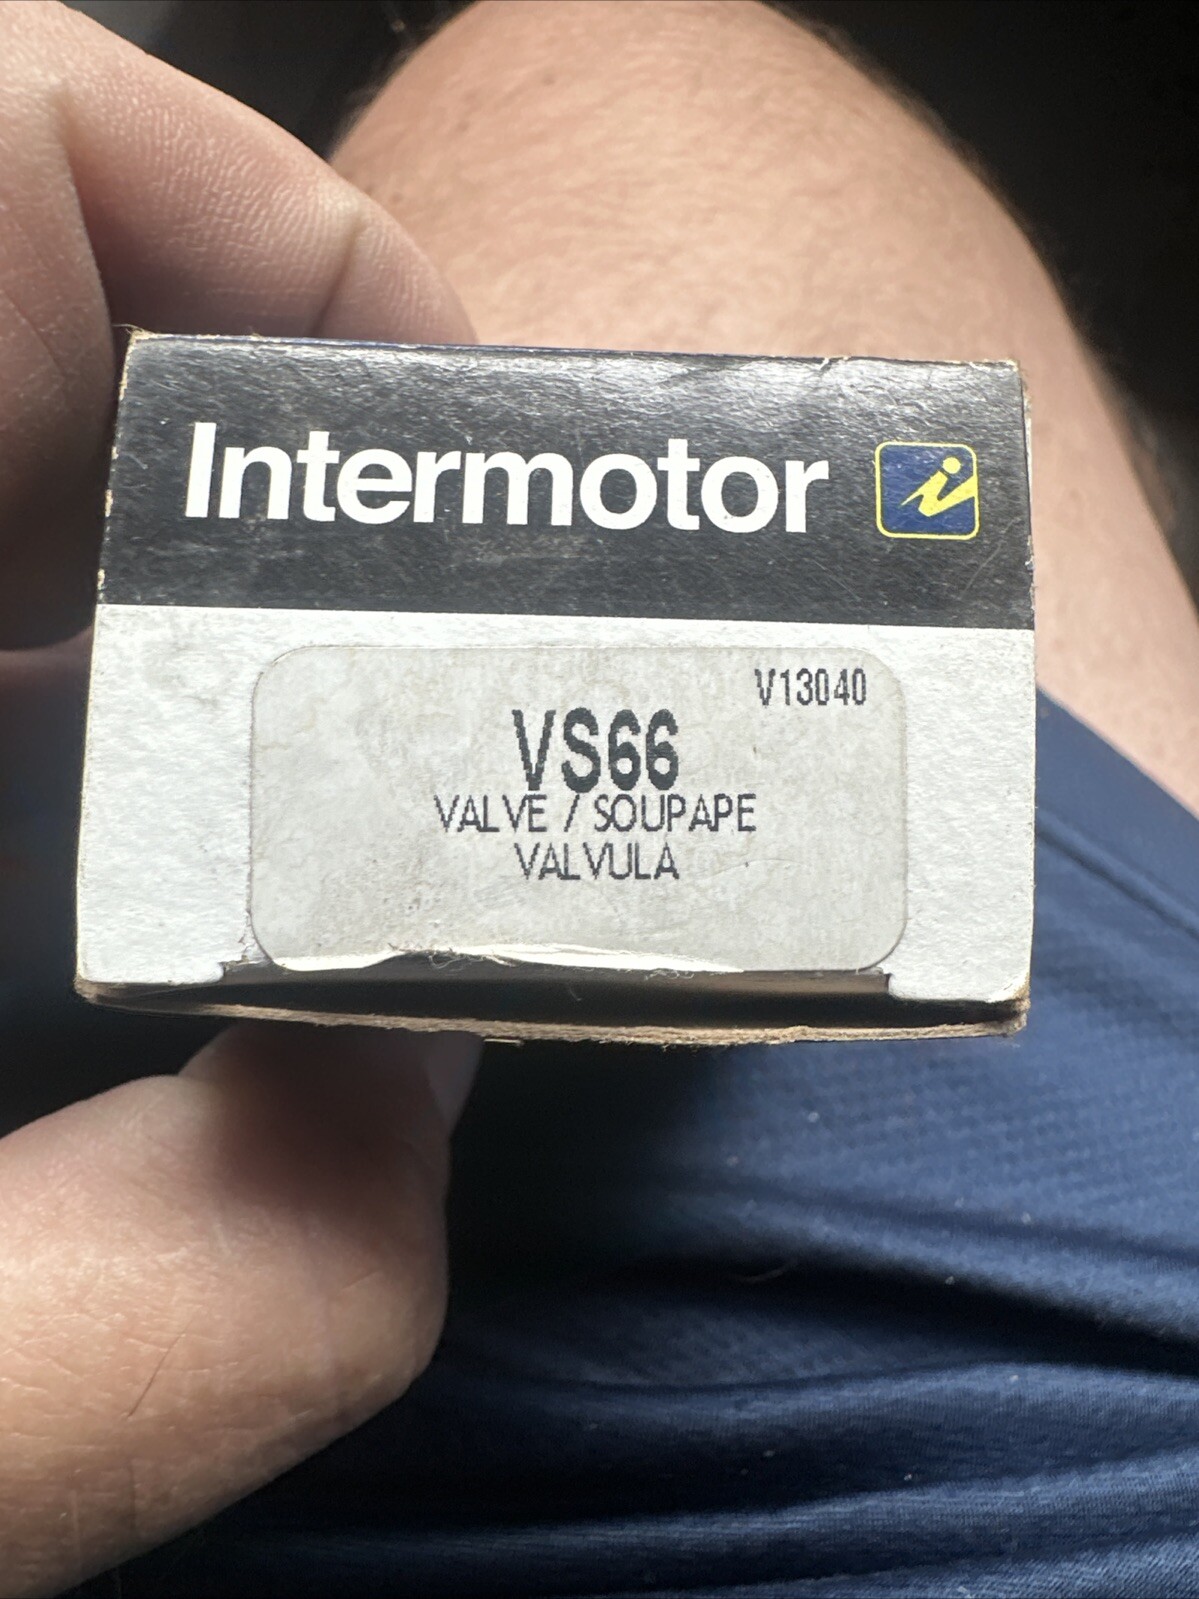 Intermotor i
V13040
VS66
VALVE / SOUPAPE
VALVULA